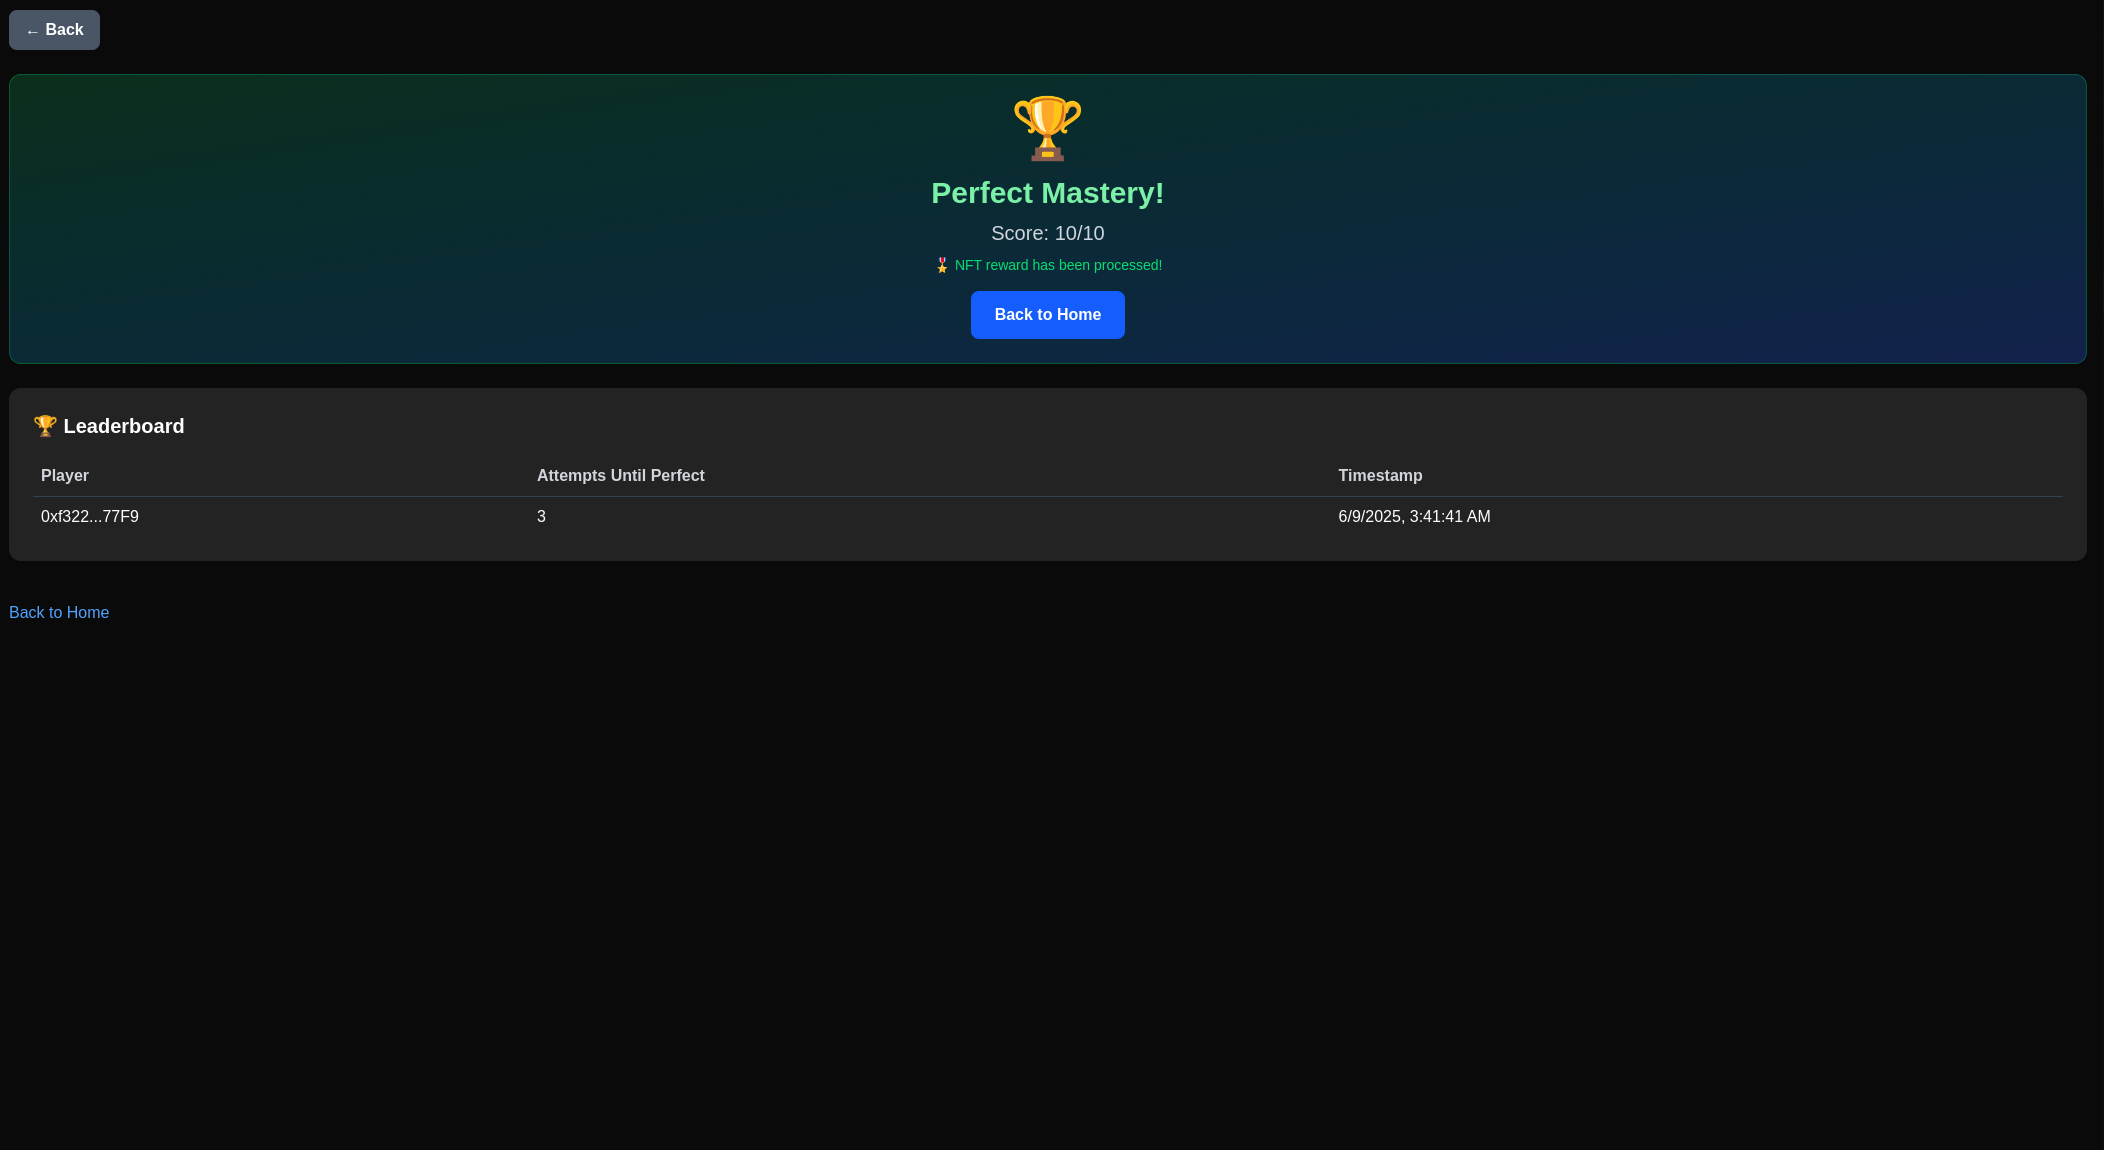 ← Back
Perfect Mastery!
Score: 10/10
🎖️ NFT reward has been processed!
Back to Home
🏆 Leaderboard
Player Attempts Until Perfect Timestamp
0xf322...77F9 3 6/9/2025, 3:41:41 AM
Back to Home